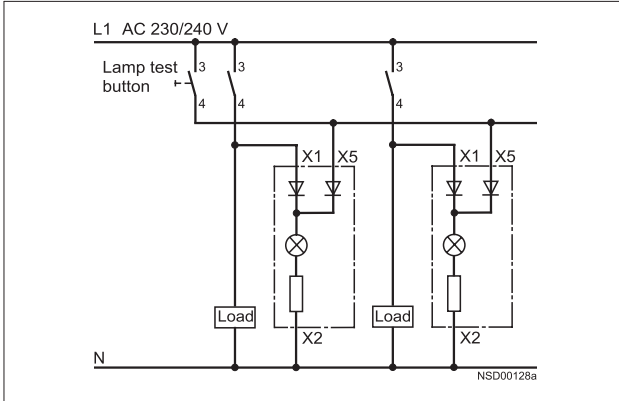 L1 AC 230/240 V
Lamp test
button
3
4
3
4
3
4
X1
X5
X1
X5
Load
Load
X2
X2
N
NSD00128a